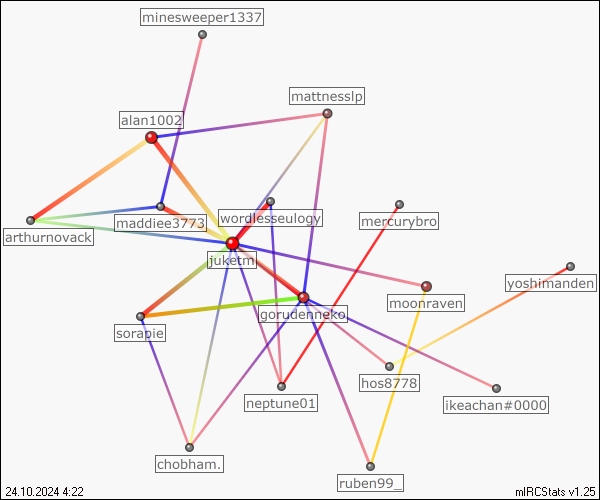 minesweeper1337
mattnesslp
alan1002
maddiee3773
wordlesseulogy
mercurybro
arthurnovack
juketm
yoshimanden
moonraven
gorudenneko
sorapie
hos8778
neptune01
ikeachan#0000
chobham.
ruben99_
24.10.2024 4:22
mIRCStats v1.25